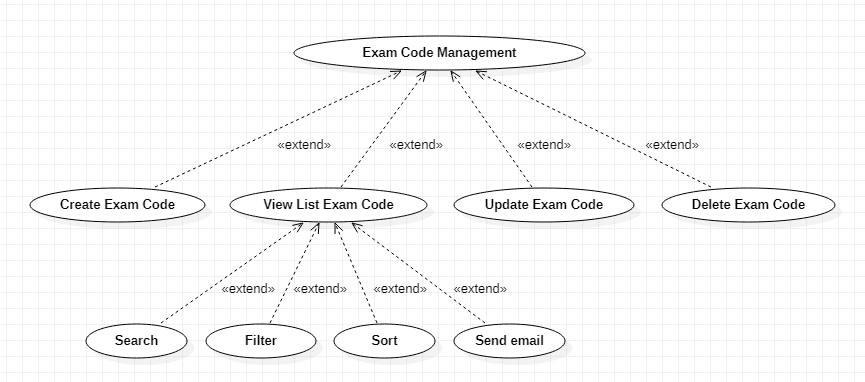 Exam Code Management
«extend»
«extend»
«extend»
«extend»
Create Exam Code
View List Exam Code
Update Exam Code
Delete Exam Code
«extend»
«extend»
«extend»
«extend»
Search
Filter
Sort
Send email